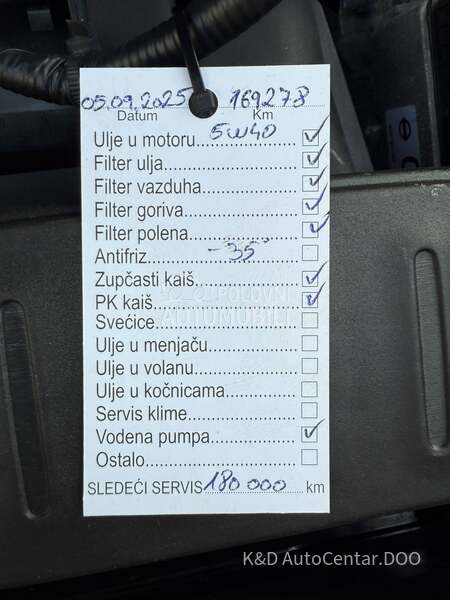 05.09.2025 169278
Datum Km
Ulje u motoru 5W40
Filter ulja
Filter vazduha
Filter goriva
Filter polena
Antifriz -35°
Zupčasti kaiš
PK kaiš
POLOVNI
AUTOMOBILI
Svećice
Ulje u menjaču
Ulje u volanu
Ulje u kočnicama
Servis klime
Vodena pumpa
Ostalo
SLEDEĆI SERVIS 180 000 km
K&D AutoCentar.DOO